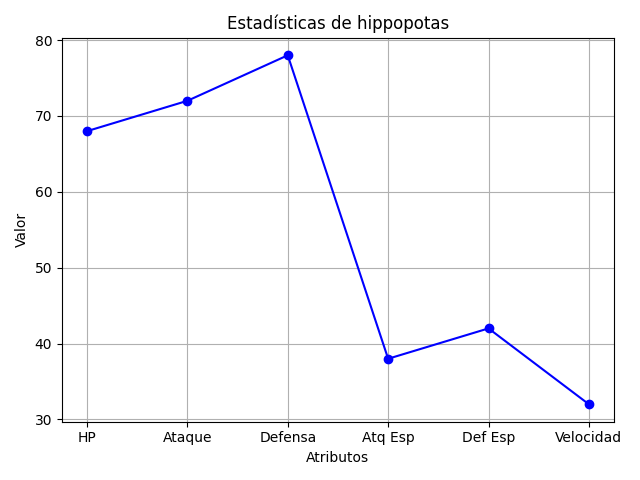 Estadísticas de hippopotas
80
70
60
50
40
30
Valor
HP Ataque Defensa Atq Esp Def Esp Velocidad
Atributos